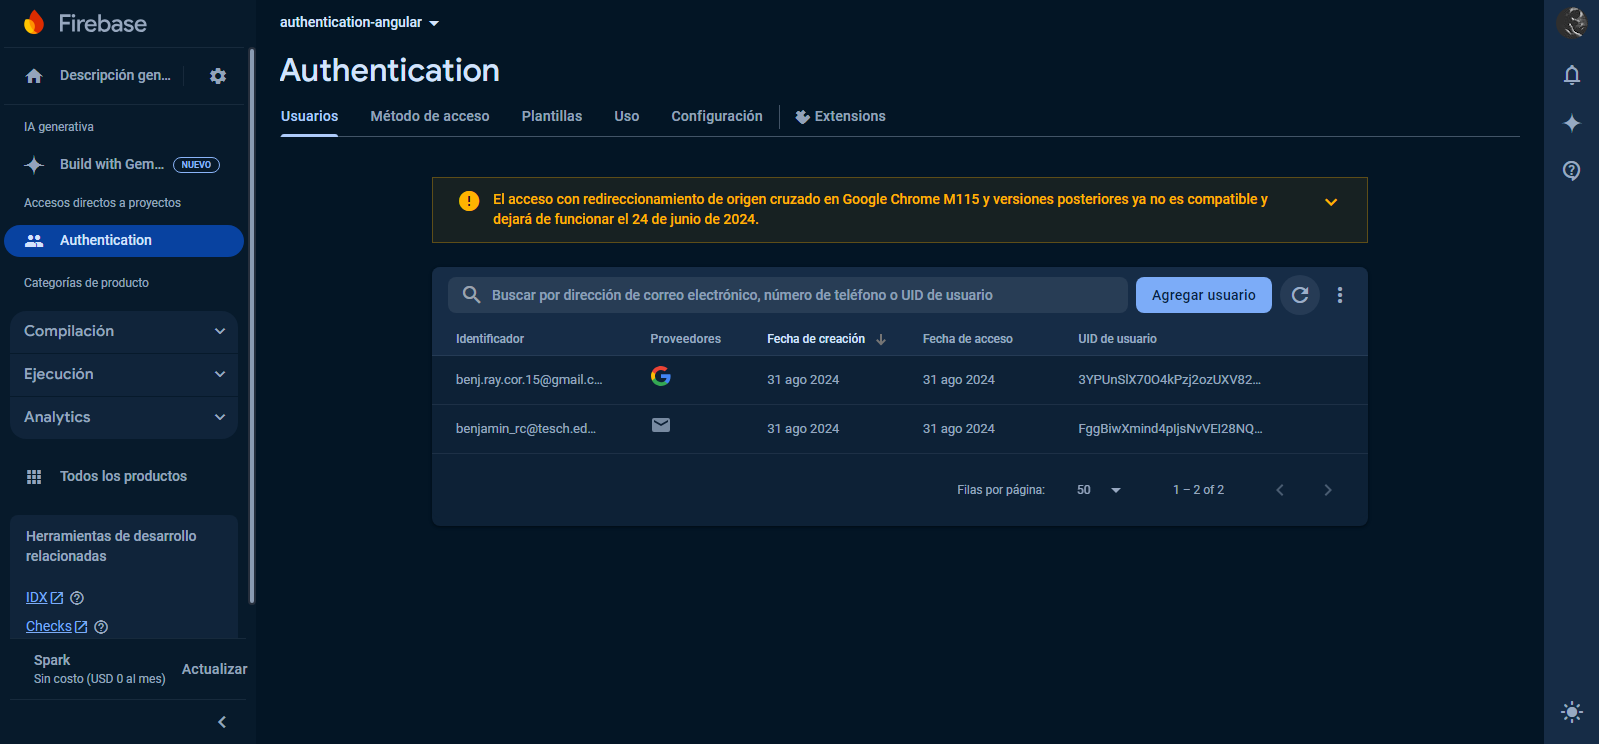 Firebase
Descripción gen...
IA generativa
Build with Gem... NUEVO
Accesos directos a proyectos
Authentication
Categorías de producto
Compilación
Ejecución
Analytics
Todos los productos
Herramientas de desarrollo
relacionadas
IDX
Checks
Spark
Sin costo (USD 0 al mes)
Actualizar
authentication-angular
Authentication
Usuarios Método de acceso Plantillas Uso Configuración Extensions
El acceso con redireccionamiento de origen cruzado en Google Chrome M115 y versiones posteriores ya no es compatible y
dejará de funcionar el 24 de junio de 2024.
Buscar por dirección de correo electrónico, número de teléfono o UID de usuario Agregar usuario
Identificador Proveedores Fecha de creación Fecha de acceso UID de usuario
benj.ray.cor.15@gmail.c... 31 ago 2024 31 ago 2024 3YPUnSlX70O4kPzj2ozUXV82...
benjamin_rc@tesch.ed... 31 ago 2024 31 ago 2024 FggBiwXmind4pIjsNvVEI28NQ...
Filas por página: 50 1 – 2 of 2